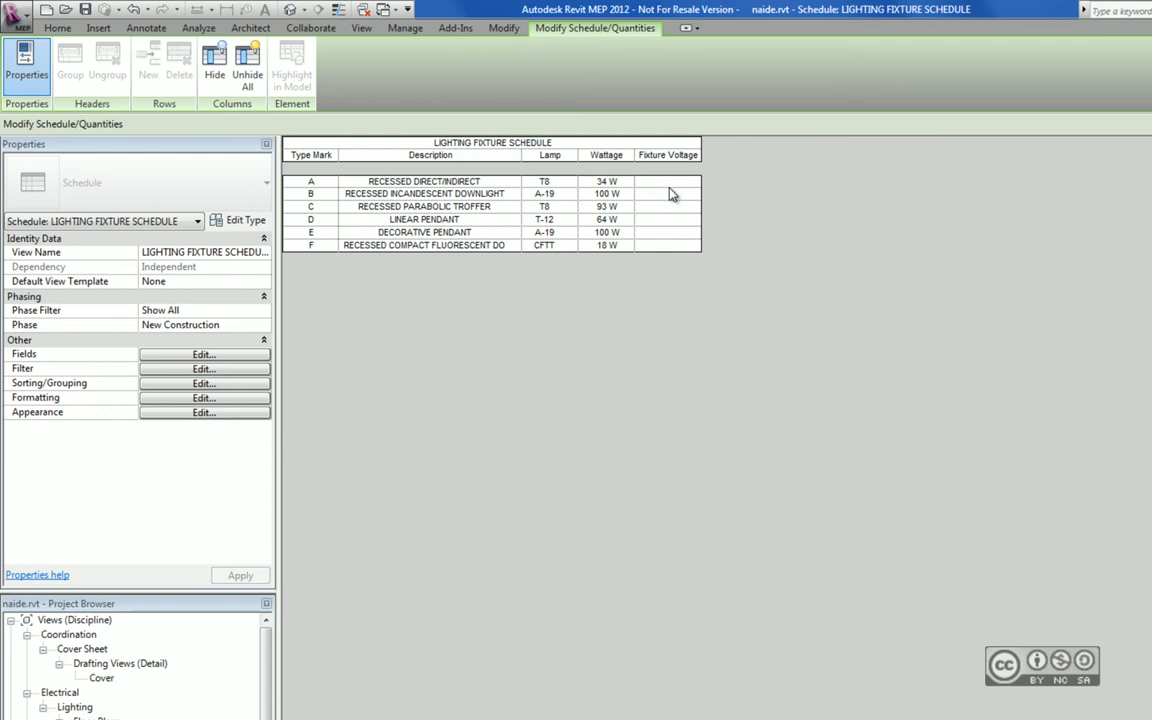 Autodesk Revit MEP 2012 - Not For Resale Version - naide.rvt - Schedule: LIGHTING FIXTURE SCHEDULE
Type a keyword
MEP Home Insert Annotate Analyze Architect Collaborate View Manage Add-Ins Modify Modify Schedule/Quantities
Properties Group Ungroup New Delete Hide Unhide All Highlight in Model
Properties Headers Rows Columns Element
Modify Schedule/Quantities
Properties
Schedule
Schedule: LIGHTING FIXTURE SCHEDULE Edit Type
Identity Data
View Name LIGHTING FIXTURE SCHEDU...
Dependency Independent
Default View Template None
Phasing
Phase Filter Show All
Phase New Construction
Other
Fields Edit...
Filter Edit...
Sorting/Grouping Edit...
Formatting Edit...
Appearance Edit...
Properties help Apply
naide.rvt - Project Browser
Views (Discipline)
Coordination
Cover Sheet
Drafting Views (Detail)
Cover
Electrical
Lighting
LIGHTING FIXTURE SCHEDULE
Type Mark Description Lamp Wattage Fixture Voltage
A RECESSED DIRECT/INDIRECT T8 34 W
B RECESSED INCANDESCENT DOWNLIGHT A-19 100 W
C RECESSED PARABOLIC TROFFER T8 93 W
D LINEAR PENDANT T-12 64 W
E DECORATIVE PENDANT A-19 100 W
F RECESSED COMPACT FLUORESCENT DO CFTT 18 W
cc
BY NC SA